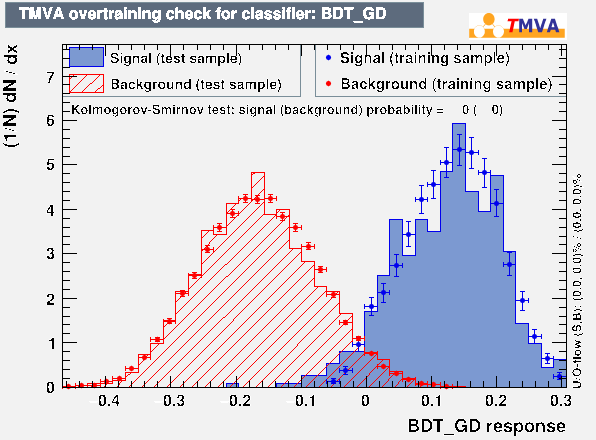 TMVA overtraining check for classifier: BDT_GD
TMVA
Signal (test sample)
Background (test sample)
Signal (training sample)
Background (training sample)
Kolmogorov-Smirnov test: signal (background) probability = 0 ( 0)
(1/N) dN / dx
7
6
5
4
3
2
1
0
−0.4 −0.3 −0.2 −0.1 0 0.1 0.2 0.3
BDT_GD response
U/O-flow (S,B): (0.0, 0.0)% / (0.0, 0.0)%